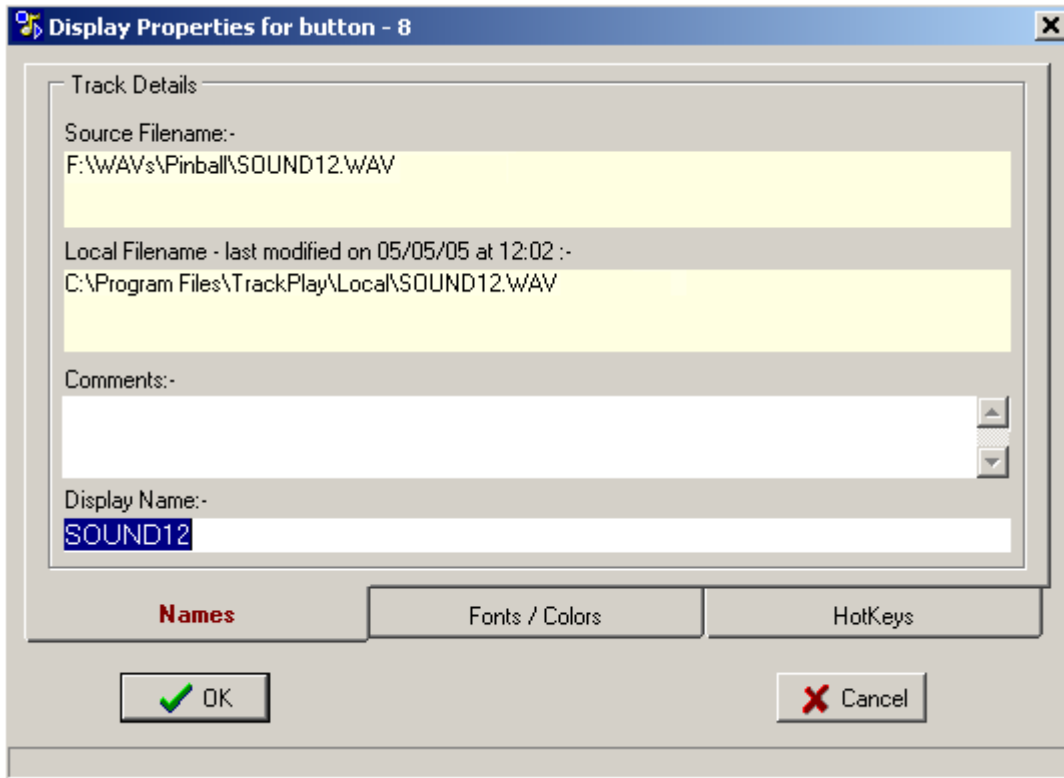 Display Properties for button - 8
Track Details
Source Filename:-
F:\WAVs\Pinball\SOUND12.WAV
Local Filename - last modified on 05/05/05 at 12:02 :-
C:\Program Files\TrackPlay\Local\SOUND12.WAV
Comments:-
Display Name:-
SOUND12
Names
Fonts / Colors
HotKeys
OK
Cancel